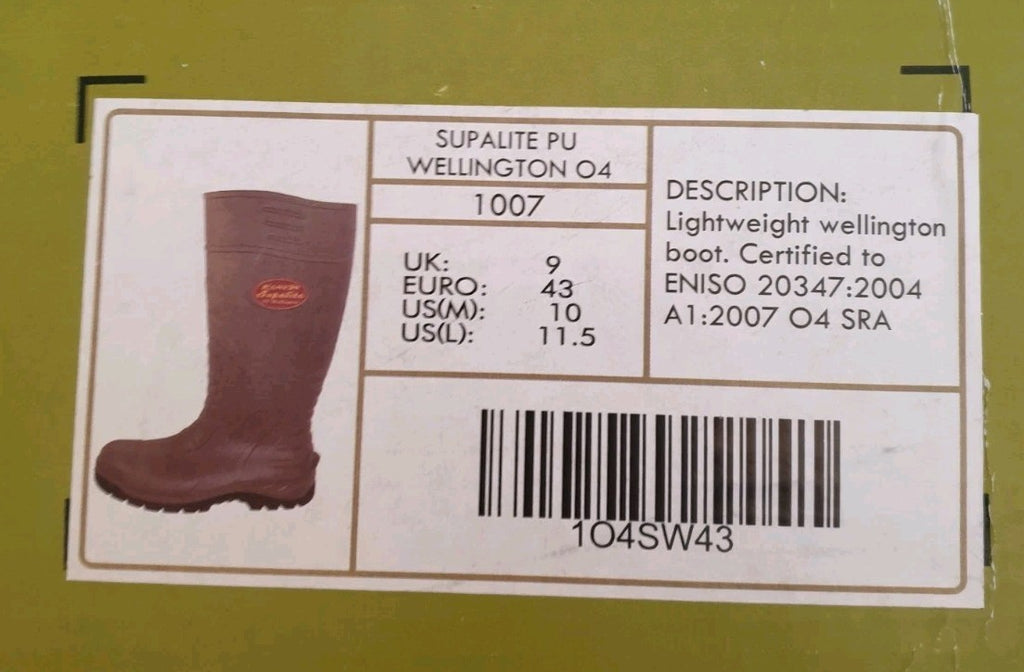 SUPALITE PU
WELLINGTON O4
1007
UK: 9
EURO: 43
US(M): 10
US(L): 11.5
DESCRIPTION:
Lightweight wellington
boot. Certified to
ENISO 20347:2004
A1:2007 O4 SRA
Supalite
1O4SW43